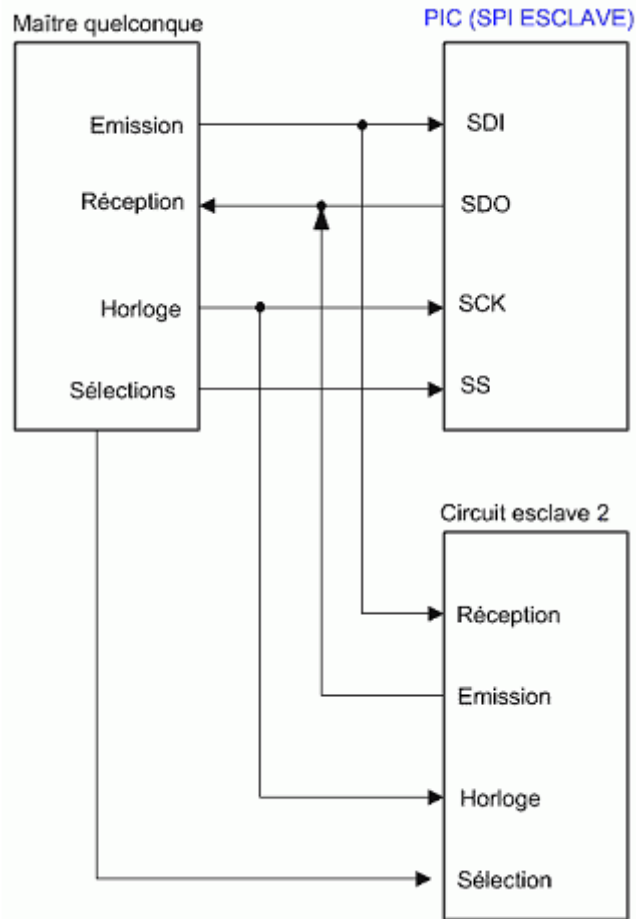 Maître quelconque
PIC (SPI ESCLAVE)
Emission
SDI
Réception
SDO
Horloge
SCK
Sélections
SS
Circuit esclave 2
Réception
Emission
Horloge
Sélection